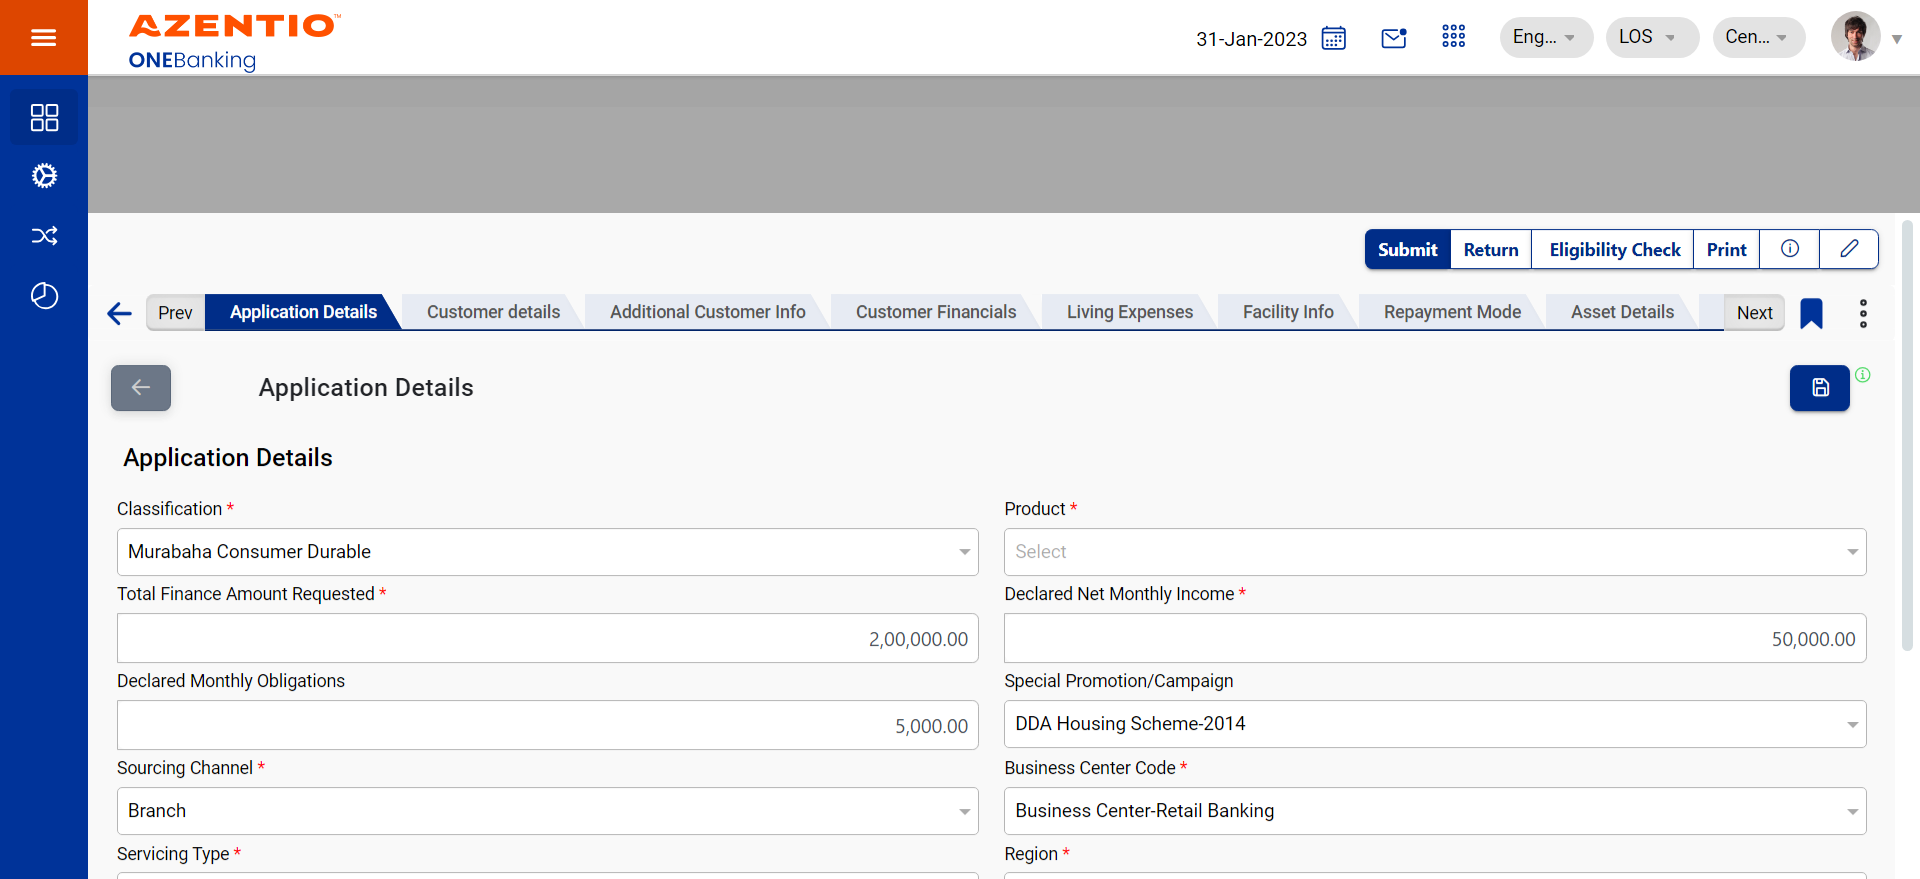 AZENTIO™
ONEBanking
31-Jan-2023
Eng...
LOS
Cen...
Submit
Return
Eligibility Check
Print
Prev
Application Details
Customer details
Additional Customer Info
Customer Financials
Living Expenses
Facility Info
Repayment Mode
Asset Details
Next
Application Details
Application Details
Classification *
Product *
Murabaha Consumer Durable
Select
Total Finance Amount Requested *
Declared Net Monthly Income *
2,00,000.00
50,000.00
Declared Monthly Obligations
Special Promotion/Campaign
5,000.00
DDA Housing Scheme-2014
Sourcing Channel *
Business Center Code *
Branch
Business Center-Retail Banking
Servicing Type *
Region *